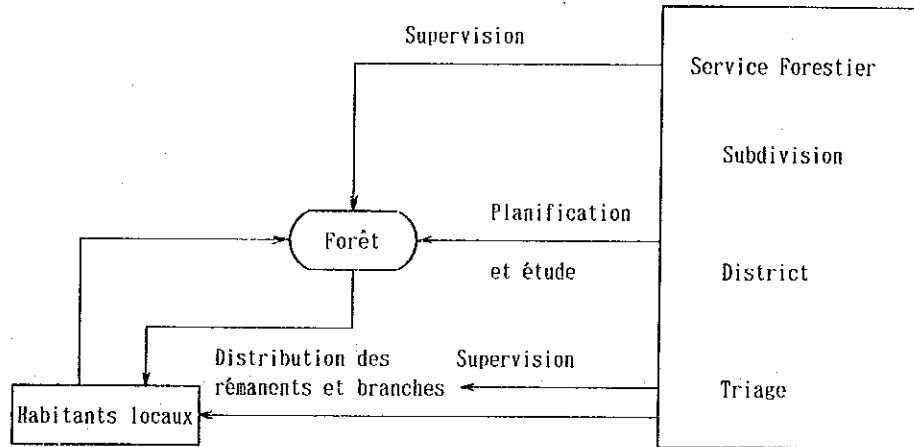 Supervision
Service Forestier
Subdivision
Planification
Forêt
et étude
District
Distribution des
rémanents et branches
Supervision
Triage
Habitants locaux